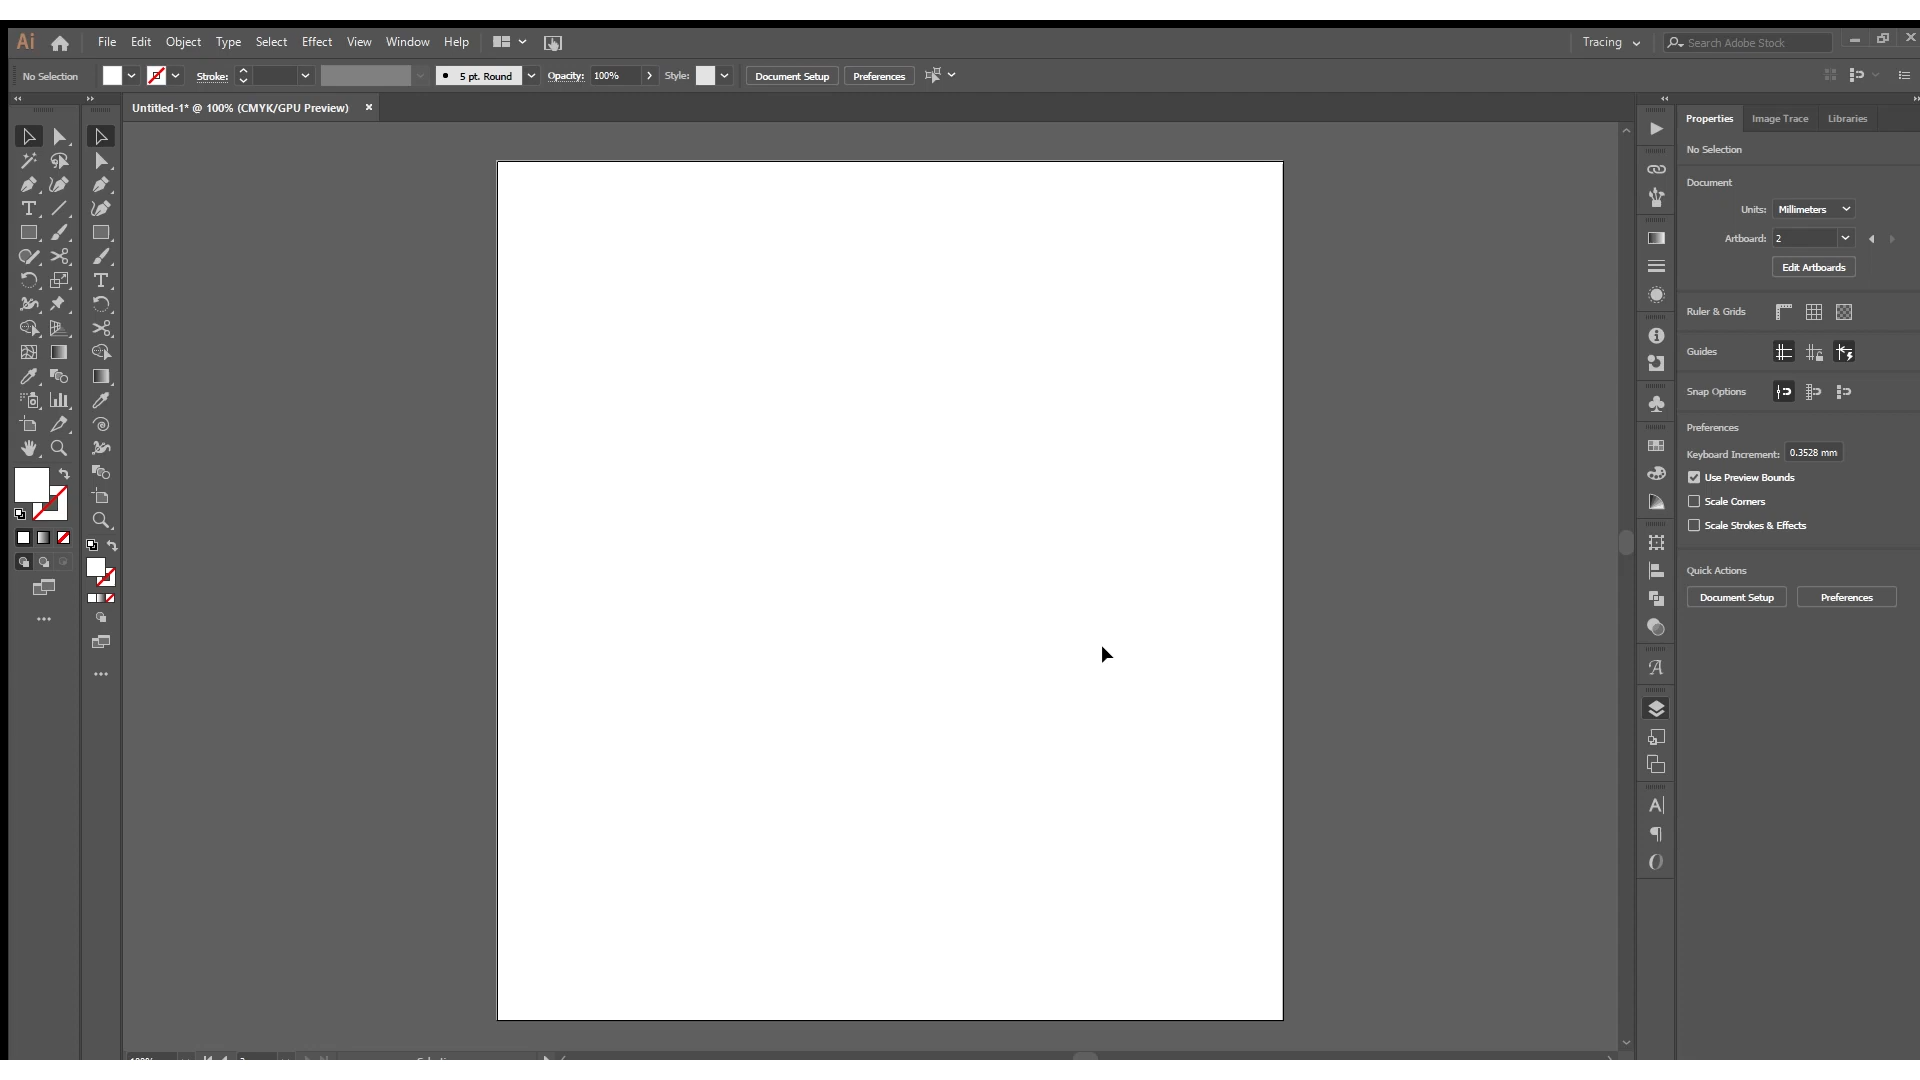 Ai File Edit Object Type Select Effect View Window Help Tracing Search Adobe Stock
No Selection Stroke: 5 pt. Round Opacity: 100% Style: Document Setup Preferences
Untitled-1* @ 100% (CMYK/GPU Preview)
Properties Image Trace Libraries
No Selection
Document
Units: Millimeters
Artboard: 2
Edit Artboards
Ruler & Grids
Guides
Snap Options
Preferences
Keyboard Increment: 0.3528 mm
Use Preview Bounds
Scale Corners
Scale Strokes & Effects
Quick Actions
Document Setup Preferences